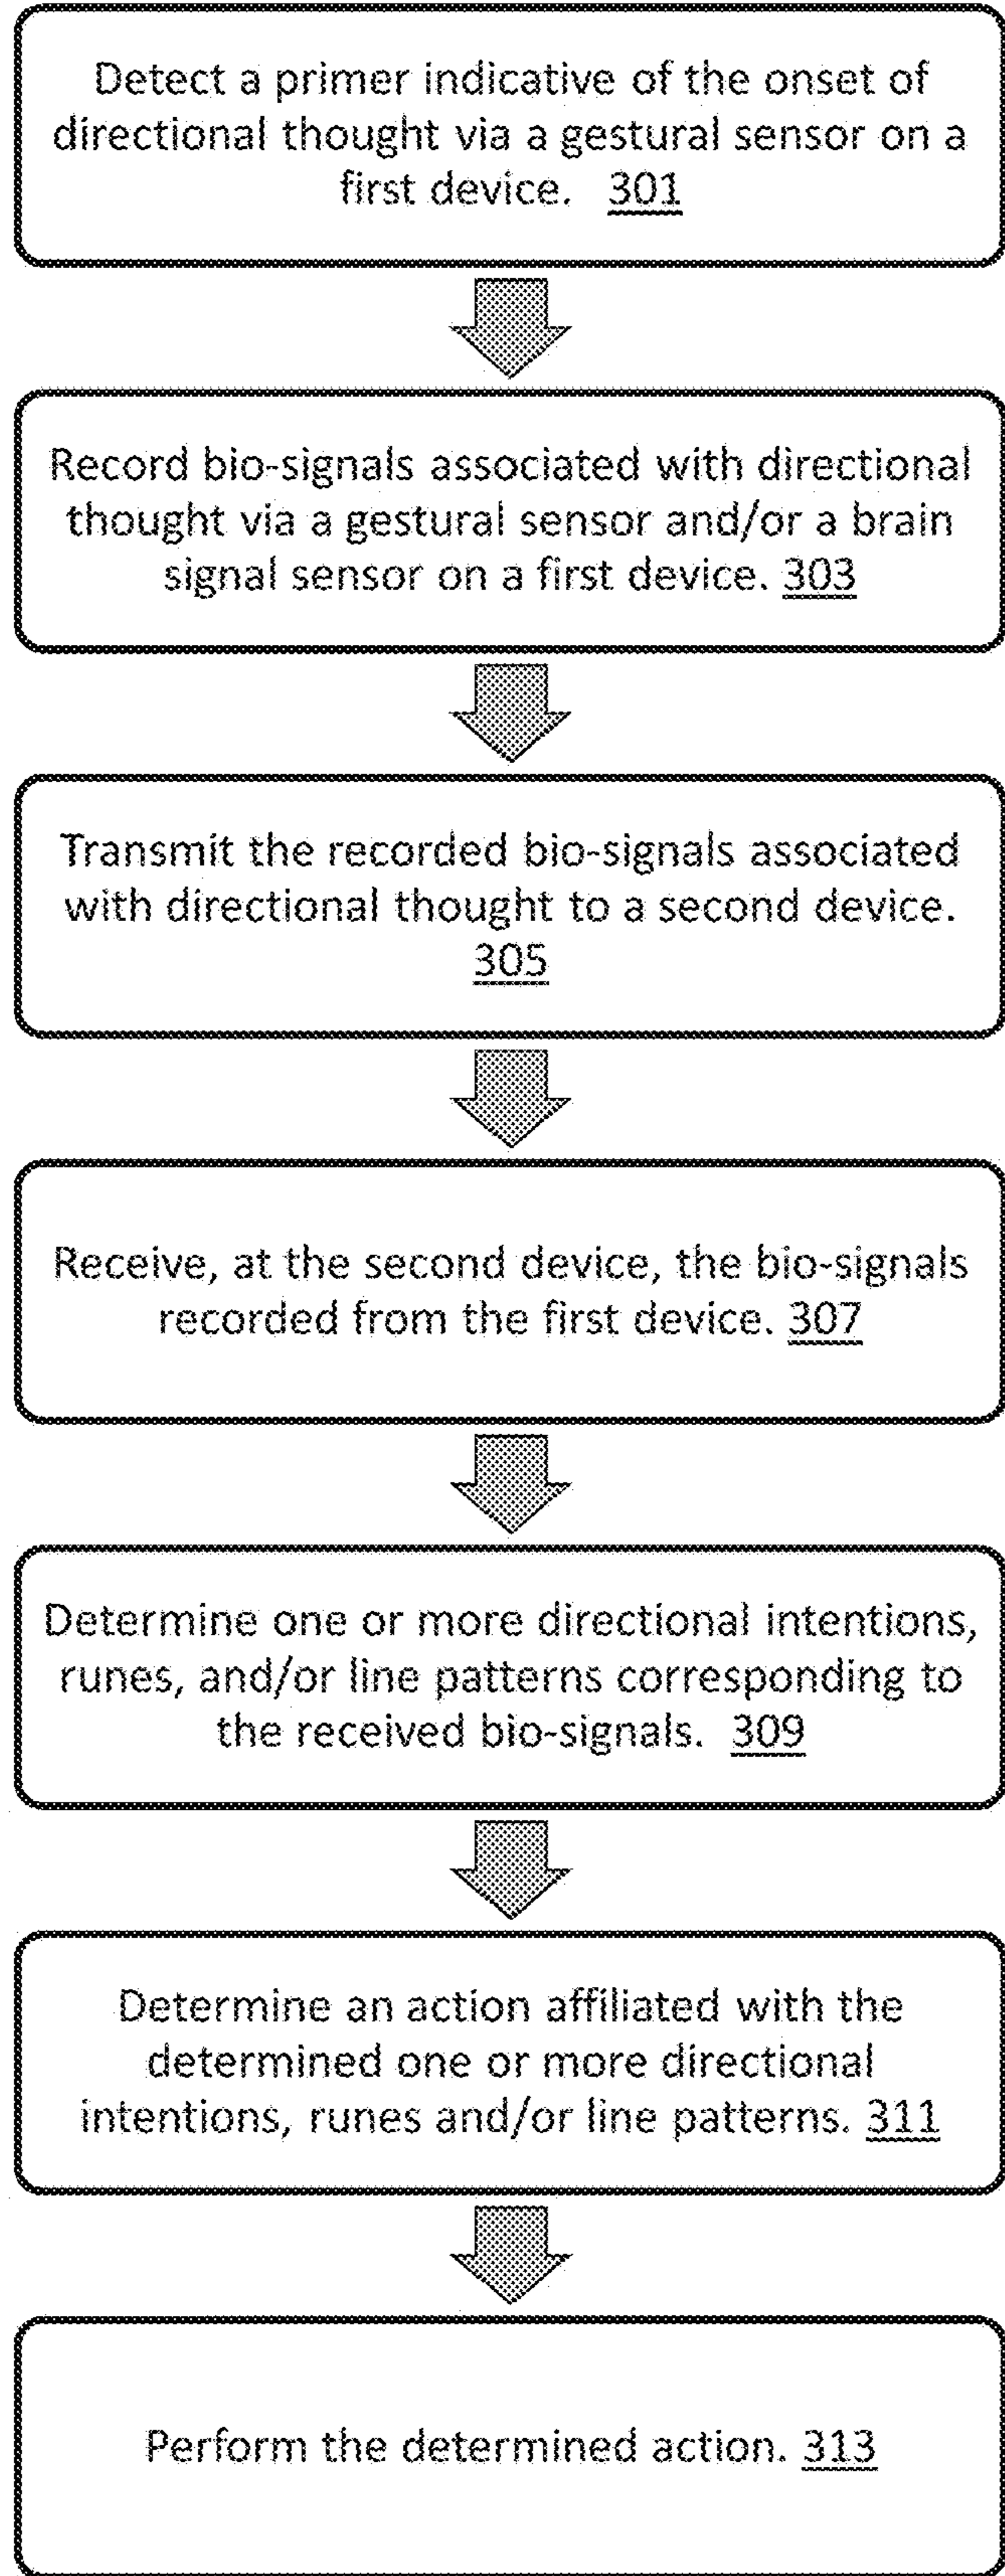 Detect a primer indicative of the onset of
directional thought via a gestural sensor on a
first device. 301
Record bio-signals associated with directional
thought via a gestural sensor and/or a brain
signal sensor on a first device. 303
Transmit the recorded bio-signals associated
with directional thought to a second device.
305
Receive, at the second device, the bio-signals
recorded from the first device. 307
Determine one or more directional intentions,
runes, and/or line patterns corresponding to
the received bio-signals. 309
Determine an action affiliated with the
determined one or more directional
intentions, runes and/or line patterns. 311
Perform the determined action. 313